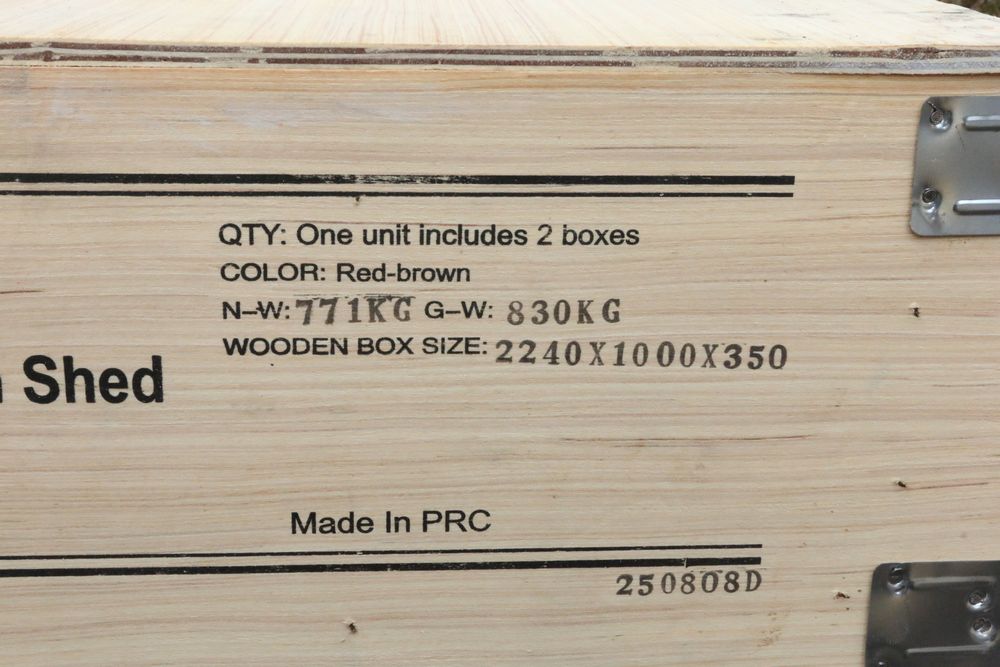 QTY: One unit includes 2 boxes
COLOR: Red-brown
N-W: 771KG G-W: 830KG
WOODEN BOX SIZE: 2240X1000X350
Shed
Made In PRC
250808D